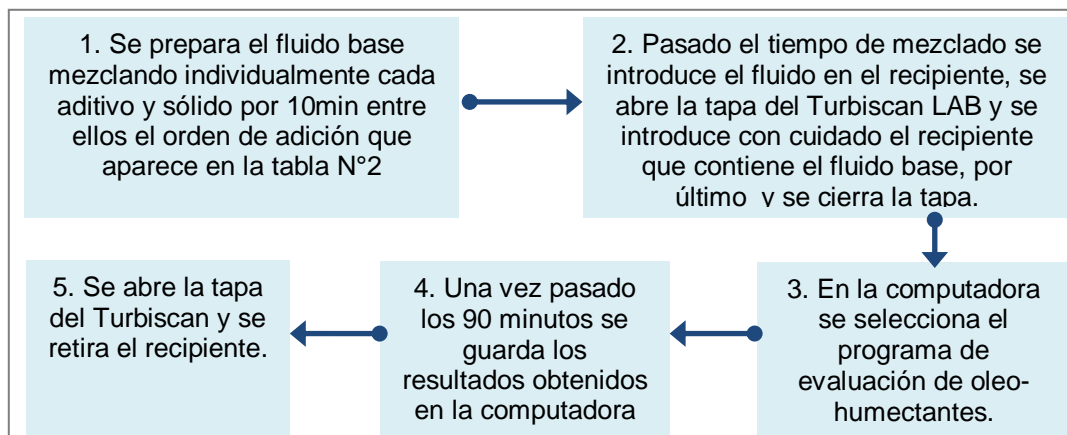 1. Se prepara el fluido base
mezclando individualmente cada
aditivo y sólido por 10min entre
ellos el orden de adición que
aparece en la tabla N°2
2. Pasado el tiempo de mezclado se
introduce el fluido en el recipiente, se
abre la tapa del Turbiscan LAB y se
introduce con cuidado el recipiente
que contiene el fluido base, por
último y se cierra la tapa.
3. En la computadora
se selecciona el
programa de
evaluación de oleo-
humectantes.
4. Una vez pasado
los 90 minutos se
guarda los
resultados obtenidos
en la computadora
5. Se abre la tapa
del Turbiscan y se
retira el recipiente.